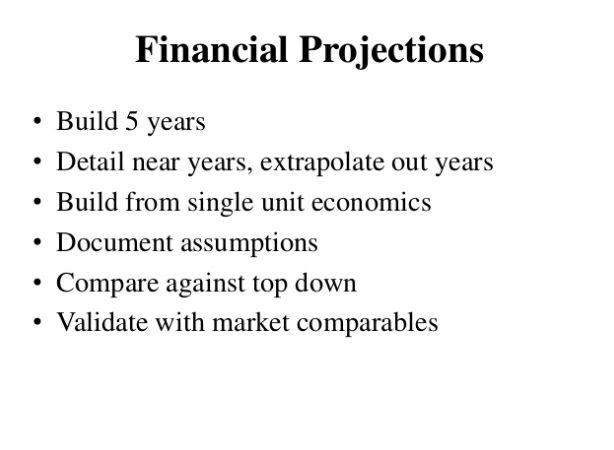 Financial Projections
• Build 5 years
• Detail near years, extrapolate out years
• Build from single unit economics
• Document assumptions
• Compare against top down
• Validate with market comparables